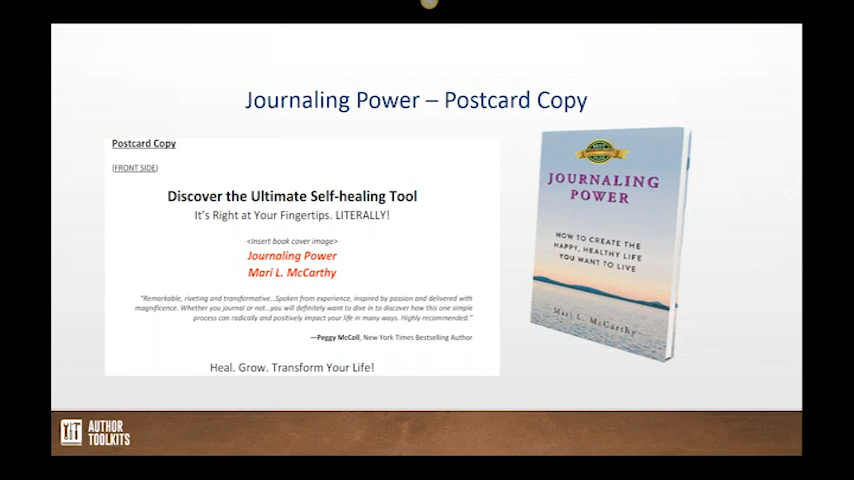 Journaling Power – Postcard Copy
Postcard Copy
(FRONT SIDE)
Discover the Ultimate Self-healing Tool
It's Right at Your Fingertips. LITERALLY!
<Insert book cover image>
Journaling Power
Mari L. McCarthy
"Remarkable, riveting and transformative...Spoken from experience, inspired by passion and delivered with
magnificence. Whether you journal or not...you will definitely want to dive in to discover how this one simple
process can radically and positively impact your life in many ways. Highly recommended."
—Peggy McColl, New York Times Bestselling Author
Heal. Grow. Transform Your Life!
JOURNALING
POWER
HOW TO CREATE THE
HAPPY, HEALTHY LIFE
YOU WANT TO LIVE
Mari L. McCarthy
AUTHOR
TOOLKITS